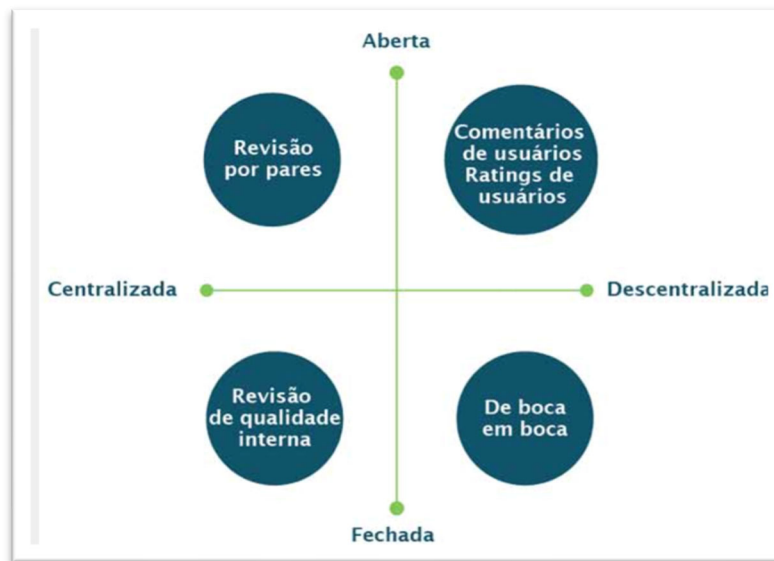 Aberta
Revisão
por pares
Comentários
de usuários
Ratings de
usuários
Centralizada
Descentralizada
Revisão
de qualidade
interna
De boca
em boca
Fechada